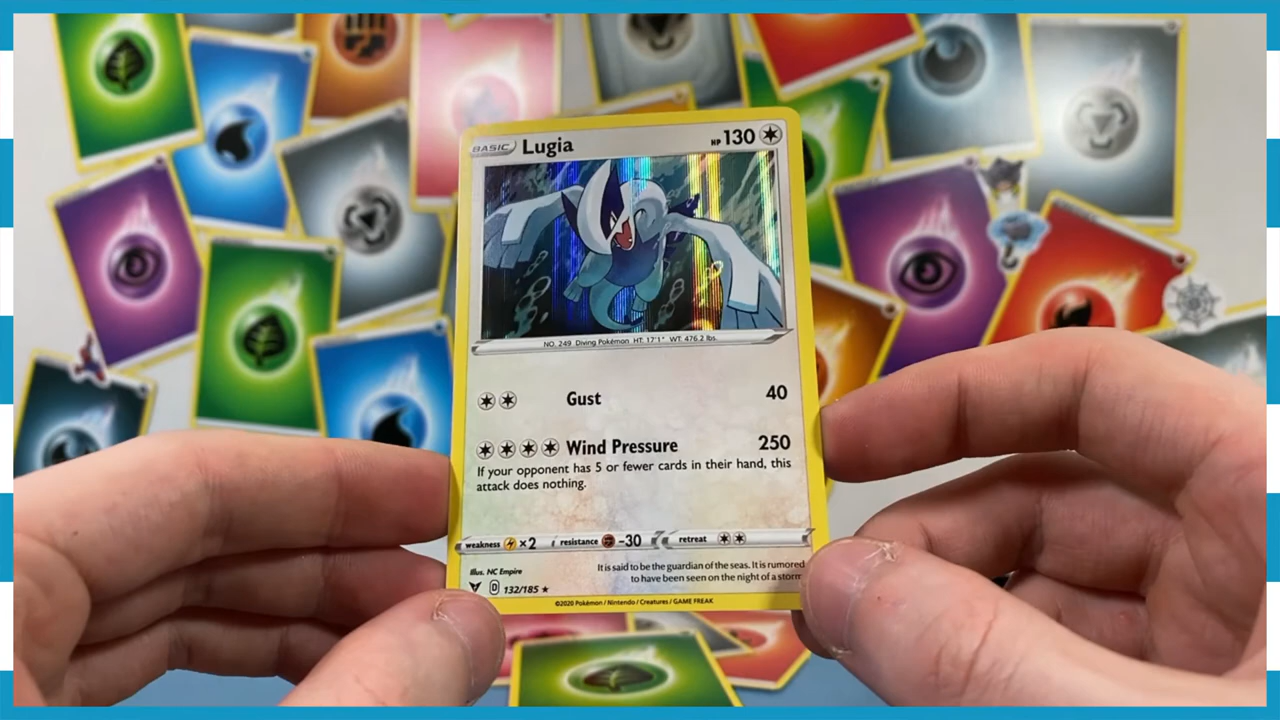 BASIC Lugia HP 130
NO. 249 Diving Pokémon HT: 17'1" WT: 476.2 lbs.
Gust 40
Wind Pressure 250
If your opponent has 5 or fewer cards in their hand, this
attack does nothing.
weakness ×2 resistance -30 retreat
Illus. NC Empire
It is said to be the guardian of the seas. It is rumored
to have been seen on the night of a storm
D 132/185 ★
©2020 Pokémon / Nintendo / Creatures / GAME FREAK